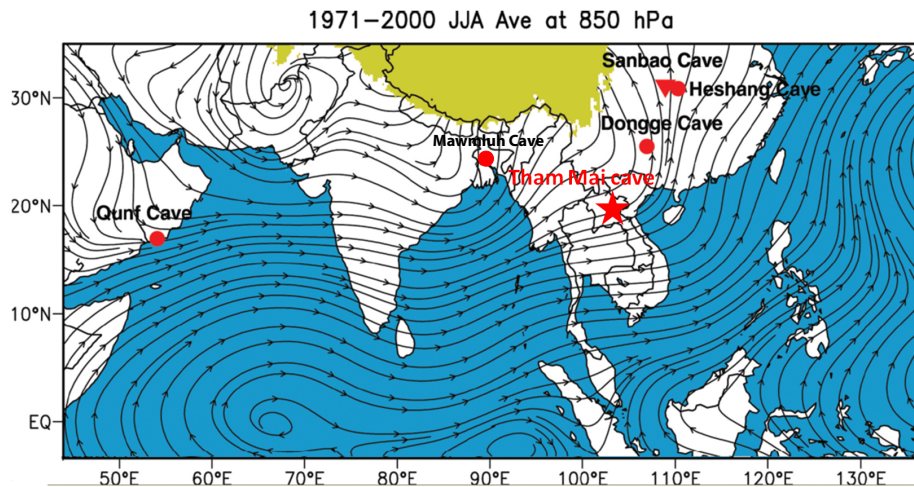 1971–2000 JJA Ave at 850 hPa
Sanbao Cave
30°N
Heshang Cave
Dongge Cave
Mawmluh Cave
Tham Mai cave
20°N
Qunf Cave
10°N
EQ
50°E 60°E 70°E 80°E 90°E 100°E 110°E 120°E 130°E